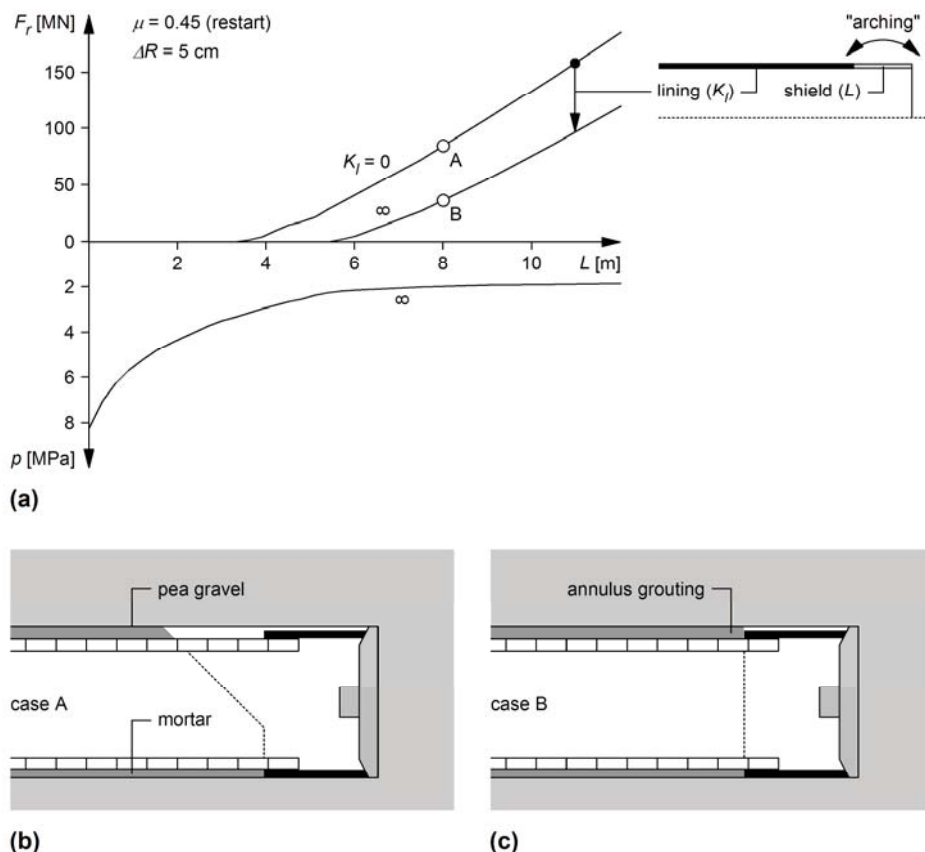 F_r [MN]
μ = 0.45 (restart)
ΔR = 5 cm
"arching"
150
lining (K_l)
shield (L)
100
K_l = 0
A
50
∞
B
0
2
4
6
8
10
L [m]
2
∞
4
6
8
p [MPa]
(a)
pea gravel
case A
mortar
(b)
annulus grouting
case B
(c)